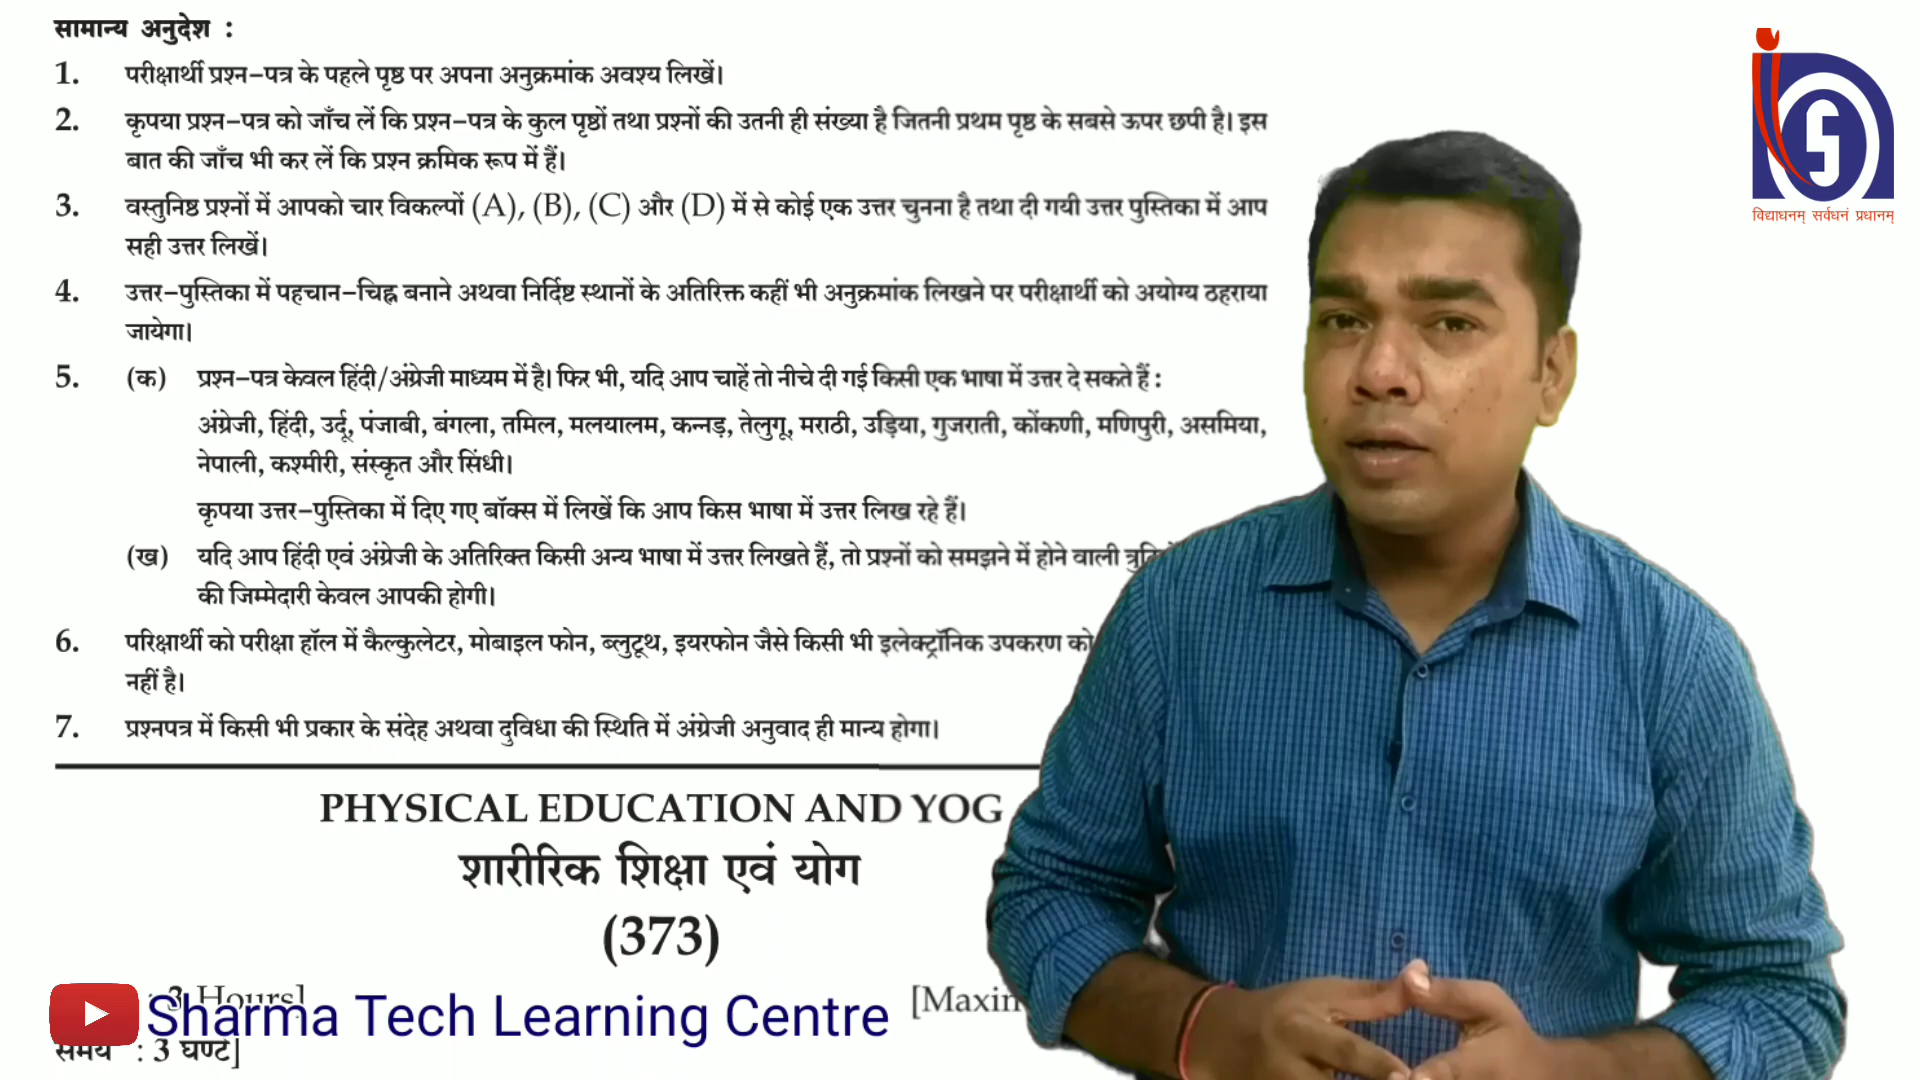 सामान्य अनुदेश :
1. परीक्षार्थी प्रश्न-पत्र के पहले पृष्ठ पर अपना अनुक्रमांक अवश्य लिखें।
2. कृपया प्रश्न-पत्र को जाँच लें कि प्रश्न-पत्र के कुल पृष्ठों तथा प्रश्नों की उतनी ही संख्या है जितनी प्रथम पृष्ठ के सबसे ऊपर छपी है। इस
बात की जाँच भी कर लें कि प्रश्न क्रमिक रूप में हैं।
3. वस्तुनिष्ठ प्रश्नों में आपको चार विकल्पों (A), (B), (C) और (D) में से कोई एक उत्तर चुनना है तथा दी गयी उत्तर पुस्तिका में आप
सही उत्तर लिखें।
4. उत्तर-पुस्तिका में पहचान-चिह्न बनाने अथवा निर्दिष्ट स्थानों के अतिरिक्त कहीं भी अनुक्रमांक लिखने पर परीक्षार्थी को अयोग्य ठहराया
जायेगा।
5. (क) प्रश्न-पत्र केवल हिंदी/अंग्रेजी माध्यम में है। फिर भी, यदि आप चाहें तो नीचे दी गई किसी एक भाषा में उत्तर दे सकते हैं :
अंग्रेजी, हिंदी, उर्दू, पंजाबी, बंगला, तमिल, मलयालम, कन्नड़, तेलुगू, मराठी, उड़िया, गुजराती, कोंकणी, मणिपुरी, असमिया,
नेपाली, कश्मीरी, संस्कृत और सिंधी।
कृपया उत्तर-पुस्तिका में दिए गए बॉक्स में लिखें कि आप किस भाषा में उत्तर लिख रहे हैं।
(ख) यदि आप हिंदी एवं अंग्रेजी के अतिरिक्त किसी अन्य भाषा में उत्तर लिखते हैं, तो प्रश्नों को समझने में होने वाली
की जिम्मेदारी केवल आपकी होगी।
6. परिक्षार्थी को परीक्षा हॉल में कैल्कुलेटर, मोबाइल फोन, ब्लुटूथ, इयरफोन जैसे किसी भी इलेक्ट्रॉनिक उपकरण को
नहीं है।
7. प्रश्नपत्र में किसी भी प्रकार के संदेह अथवा दुविधा की स्थिति में अंग्रेजी अनुवाद ही मान्य होगा।
PHYSICAL EDUCATION AND YOG
शारीरिक शिक्षा एवं योग
(373)
: 3 Hours]
Sharma Tech Learning Centre
समय : 3 घण्टे]
विद्याधनम् सर्वधनं प्रधानम्